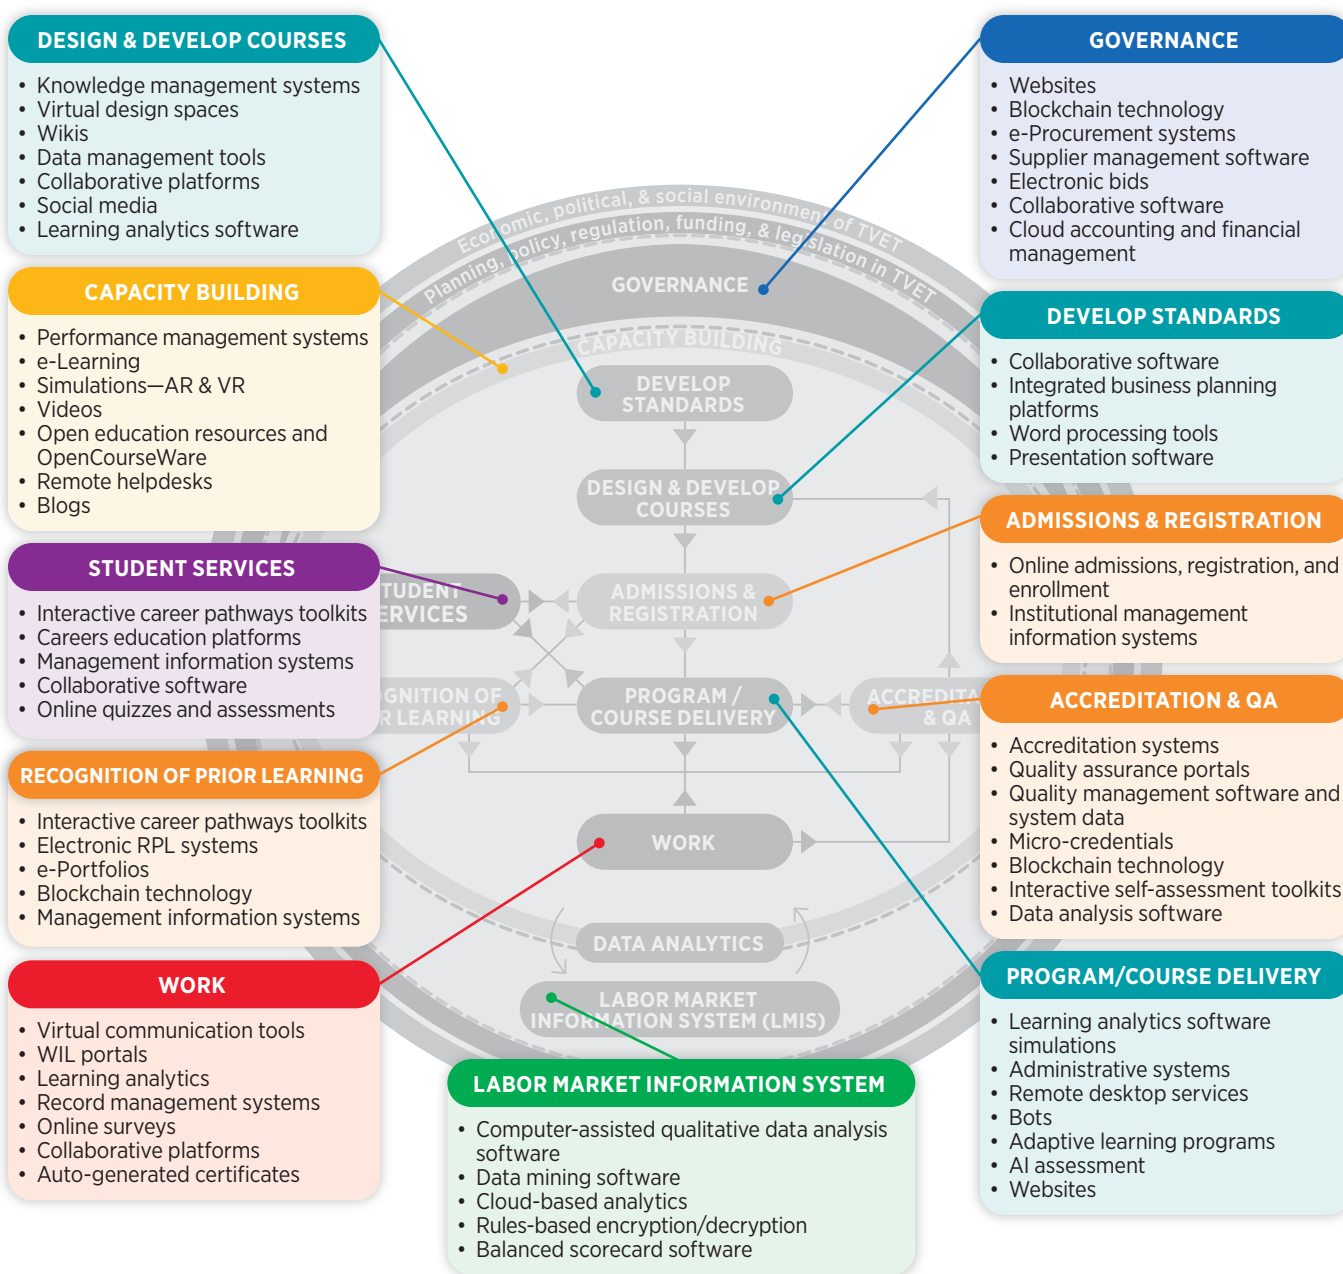 DESIGN & DEVELOP COURSES
• Knowledge management systems
• Virtual design spaces
• Wikis
• Data management tools
• Collaborative platforms
• Social media
• Learning analytics software
CAPACITY BUILDING
• Performance management systems
• e-Learning
• Simulations—AR & VR
• Videos
• Open education resources and
OpenCourseWare
• Remote helpdesks
• Blogs
STUDENT SERVICES
• Interactive career pathways toolkits
• Careers education platforms
• Management information systems
• Collaborative software
• Online quizzes and assessments
RECOGNITION OF PRIOR LEARNING
• Interactive career pathways toolkits
• Electronic RPL systems
• e-Portfolios
• Blockchain technology
• Management information systems
WORK
• Virtual communication tools
• WIL portals
• Learning analytics
• Record management systems
• Online surveys
• Collaborative platforms
• Auto-generated certificates
Economic, political, & social environment of TVET
Planning, policy, regulation, funding, & legislation in TVET
GOVERNANCE
CAPACITY BUILDING
DEVELOP
STANDARDS
DESIGN & DEVELOP
COURSES
TUDENT
ERVICES
ADMISSIONS &
REGISTRATION
OGNITION OF
R LEARNING
PROGRAM /
COURSE DELIVERY
ACCREDITA
& QA
WORK
DATA ANALYTICS
LABOR MARKET
INFORMATION SYSTEM (LMIS)
LABOR MARKET INFORMATION SYSTEM
• Computer-assisted qualitative data analysis
software
• Data mining software
• Cloud-based analytics
• Rules-based encryption/decryption
• Balanced scorecard software
GOVERNANCE
• Websites
• Blockchain technology
• e-Procurement systems
• Supplier management software
• Electronic bids
• Collaborative software
• Cloud accounting and financial
management
DEVELOP STANDARDS
• Collaborative software
• Integrated business planning
platforms
• Word processing tools
• Presentation software
ADMISSIONS & REGISTRATION
• Online admissions, registration, and
enrollment
• Institutional management
information systems
ACCREDITATION & QA
• Accreditation systems
• Quality assurance portals
• Quality management software and
system data
• Micro-credentials
• Blockchain technology
• Interactive self-assessment toolkits
• Data analysis software
PROGRAM/COURSE DELIVERY
• Learning analytics software
simulations
• Administrative systems
• Remote desktop services
• Bots
• Adaptive learning programs
• AI assessment
• Websites